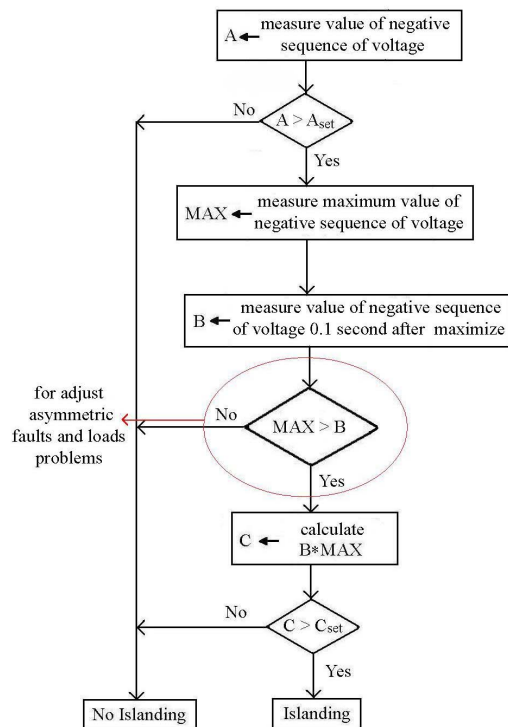 A measure value of negative
sequence of voltage
No
A > Aset
Yes
MAX measure maximum value of
negative sequence of voltage
B measure value of negative sequence
of voltage 0.1 second after maximize
for adjust
asymmetric
faults and loads
problems
No
MAX > B
Yes
C calculate
B*MAX
No
C > Cset
Yes
No Islanding
Islanding